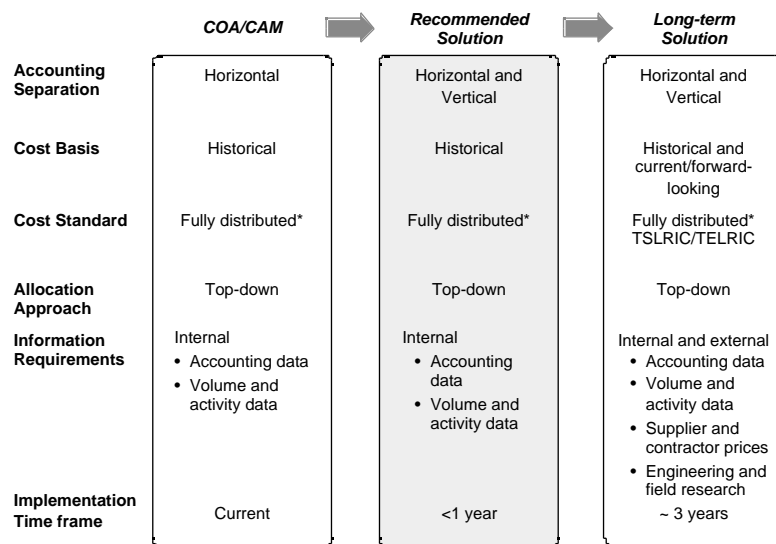 COA/CAM
Recommended
Solution
Long-term
Solution
Accounting
Separation
Horizontal
Horizontal and
Vertical
Horizontal and
Vertical
Cost Basis
Historical
Historical
Historical and
current/forward-
looking
Cost Standard
Fully distributed*
Fully distributed*
Fully distributed*
TSLRIC/TELRIC
Allocation
Approach
Top-down
Top-down
Top-down
Information
Requirements
Internal
• Accounting data
• Volume and
activity data
Internal
• Accounting
data
• Volume and
activity data
Internal and external
• Accounting data
• Volume and
activity data
• Supplier and
contractor prices
• Engineering and
field research
Implementation
Time frame
Current
<1 year
~ 3 years